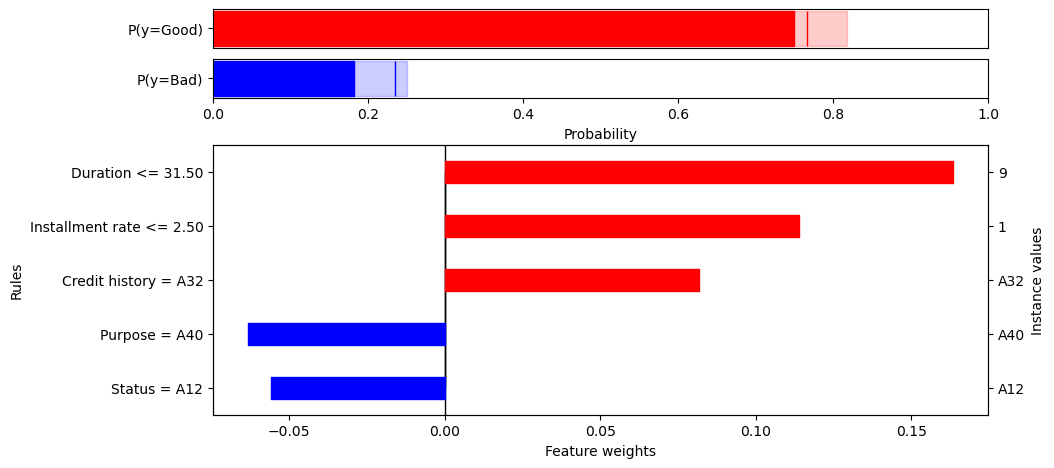 P(y=Good)
P(y=Bad)
0.0 0.2 0.4 0.6 0.8 1.0
Probability
Duration <= 31.50 9
Installment rate <= 2.50 1
Credit history = A32 A32
Purpose = A40 A40
Status = A12 A12
Rules
Instance values
−0.05 0.00 0.05 0.10 0.15
Feature weights